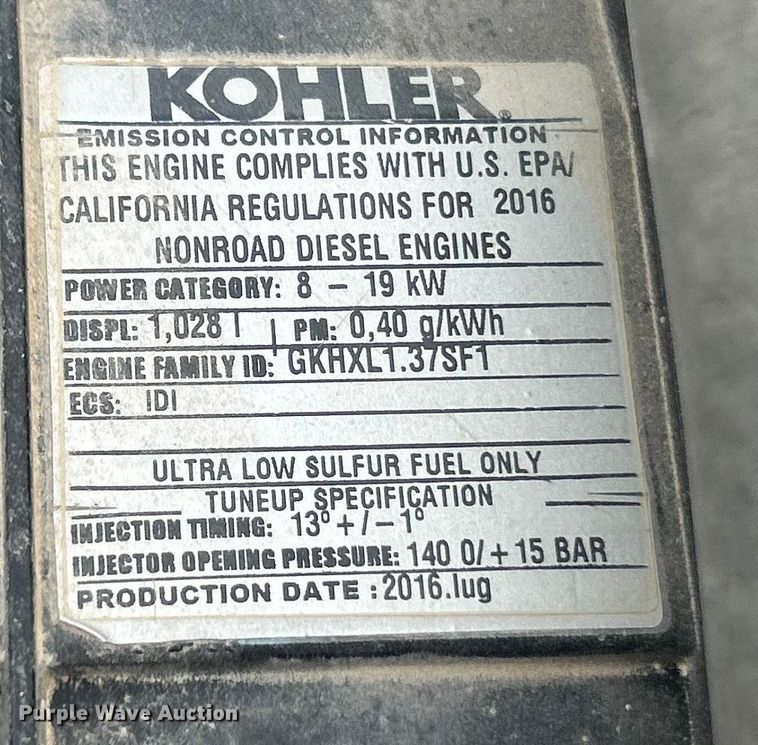 KOHLER®
EMISSION CONTROL INFORMATION
THIS ENGINE COMPLIES WITH U.S. EPA/
CALIFORNIA REGULATIONS FOR 2016
NONROAD DIESEL ENGINES
POWER CATEGORY: 8 – 19 kW
DISPL: 1,028 l | PM: 0,40 g/kWh
ENGINE FAMILY ID: GKHXL1.37SF1
ECS: IDI
ULTRA LOW SULFUR FUEL ONLY
TUNEUP SPECIFICATION
INJECTION TIMING: 13° +/–1°
INJECTOR OPENING PRESSURE: 140 0/+15 BAR
PRODUCTION DATE : 2016.lug
Purple Wave Auction